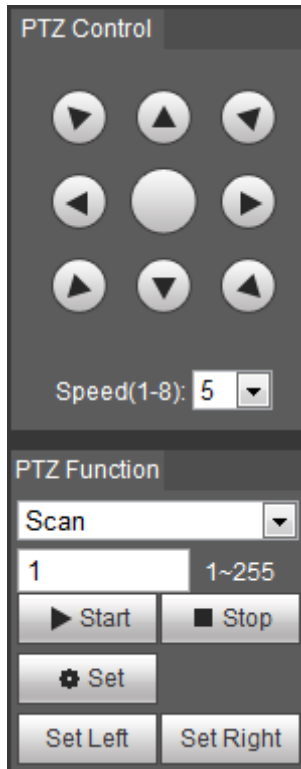 PTZ Control
Speed(1-8): 5
PTZ Function
Scan
1 1~255
Start Stop
Set
Set Left Set Right